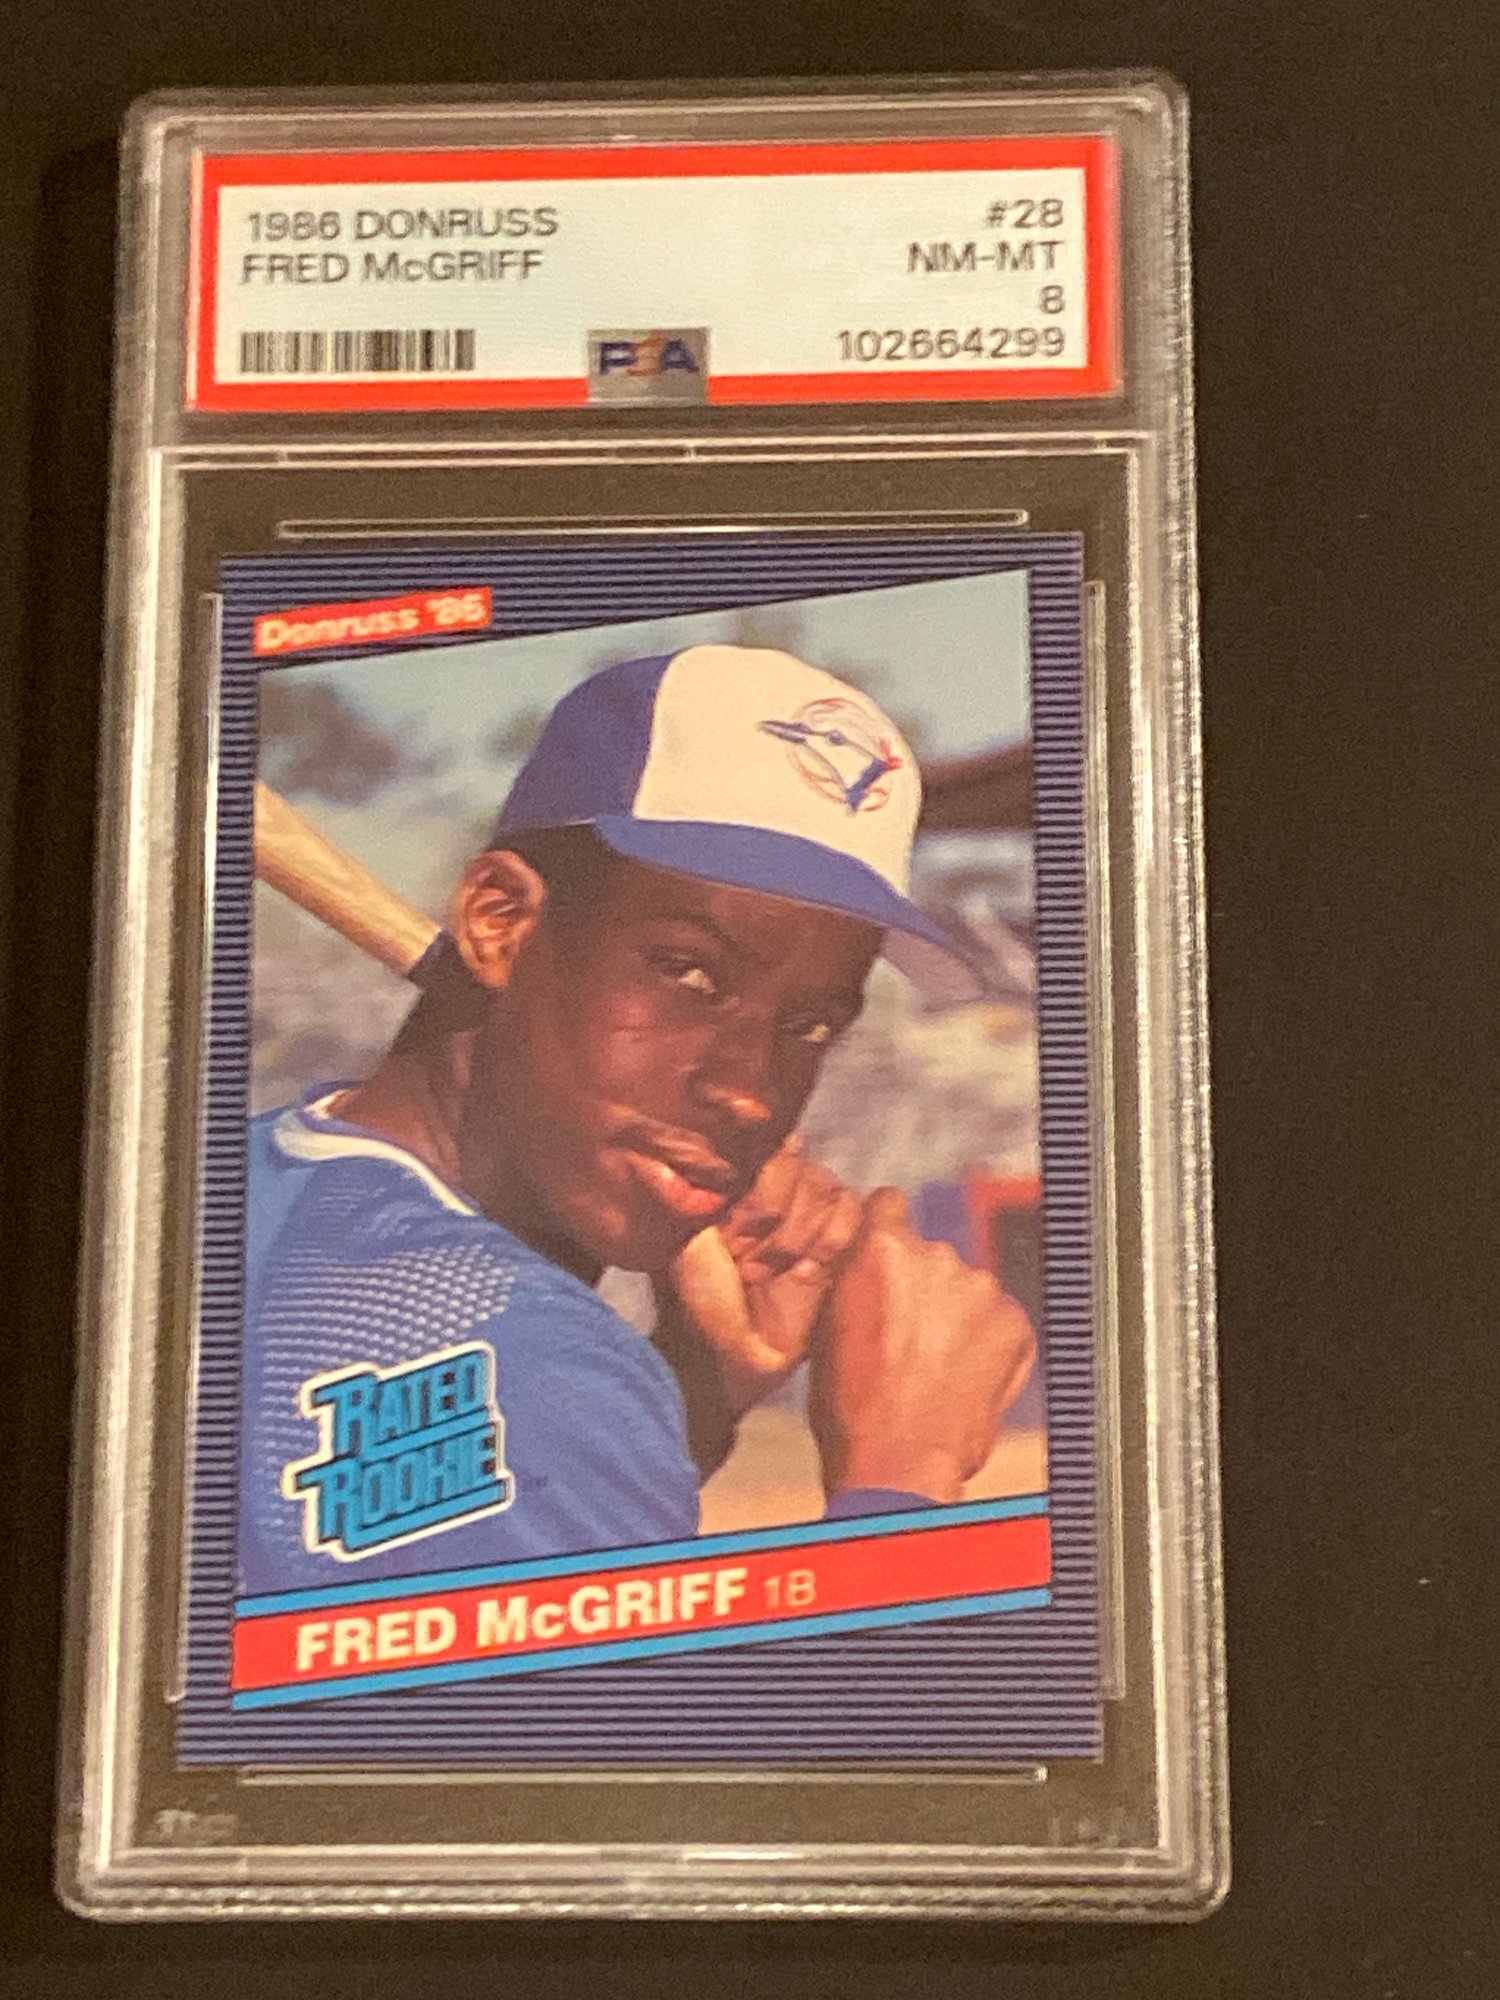 1986 DONRUSS
FRED McGRIFF
#28
NM-MT
8
102664299
PSA
Donruss '86
RATED
ROOKIE
FRED McGRIFF 1B